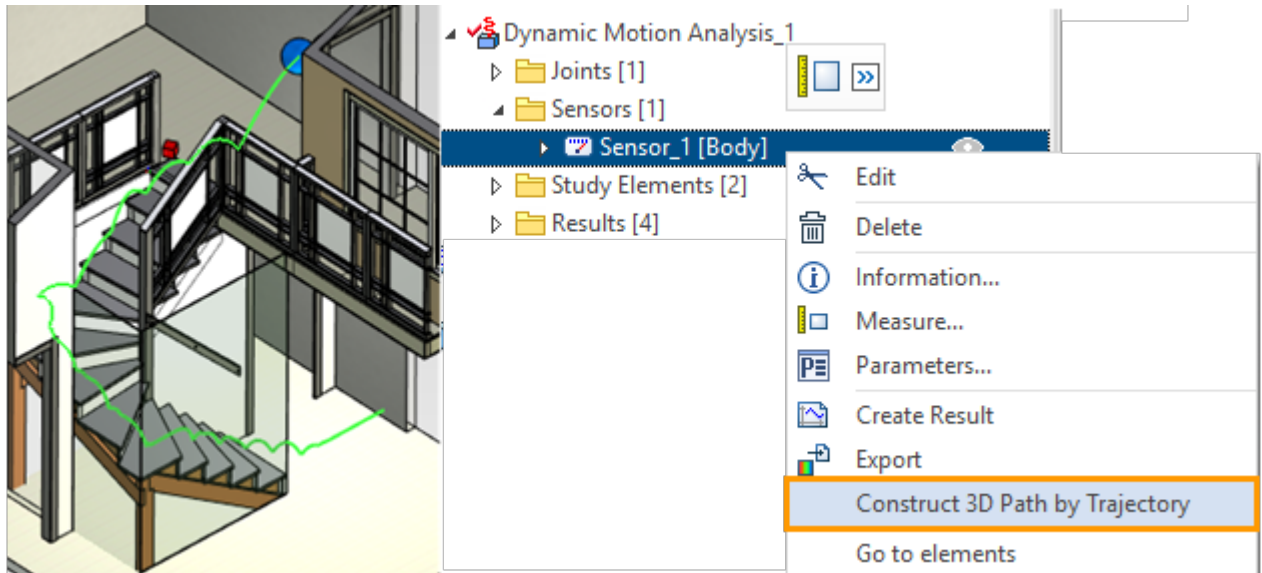 Dynamic Motion Analysis_1
Joints [1]
Sensors [1]
Sensor_1 [Body]
Study Elements [2]
Results [4]
Edit
Delete
Information...
Measure...
Parameters...
Create Result
Export
Construct 3D Path by Trajectory
Go to elements